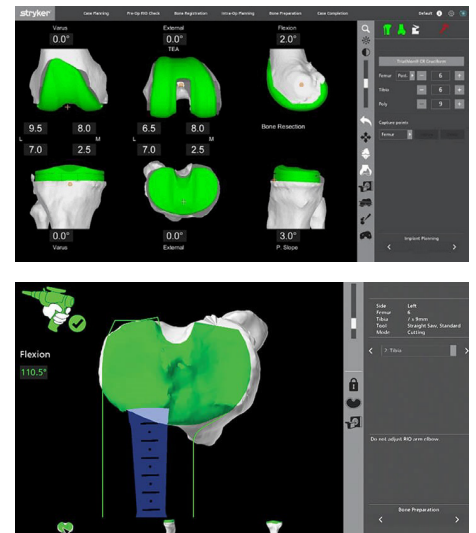 stryker
Case Planning Pre-Op RIO Check Bone Registration Intra-Op Planning Bone Preparation Case Completion Default
Varus External Flexion
0.0° 0.0° 2.0°
TEA
Femur Post. 6
Tibia 6
Poly 9
Capture points
Femur
9.5 8.0 6.5 8.0 Bone Resection
L M L M
7.0 2.5 7.0 2.5
0.0° 0.0° 3.0°
Varus External P. Slope
Implant Planning
Side Left
Femur 6
Tibia 7 x 9mm
Tool Straight Saw, Standard
Mode Cutting
Flexion
110.5°
Tibia
Do not adjust RIO arm elbow.
Bone Preparation